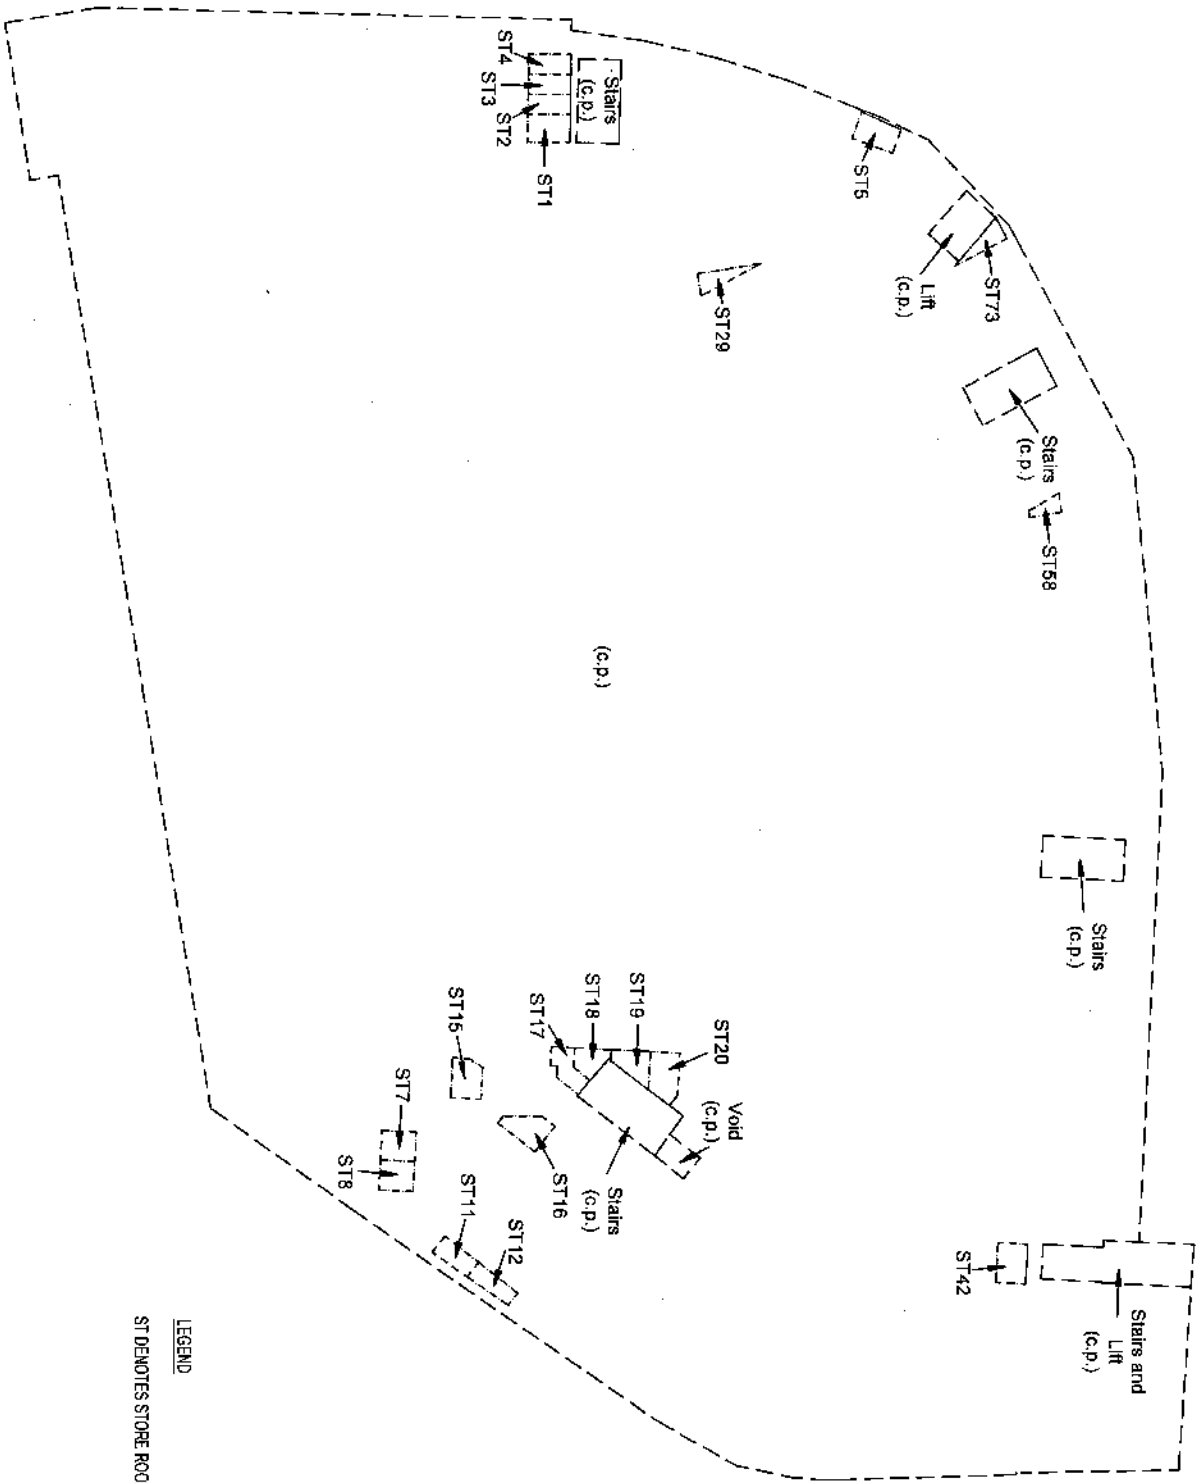 ST4
ST3
ST2
ST1
Stairs
(c.p.)
ST5
Lift
(c.p.)
ST73
ST29
Stairs
(c.p.)
ST58
(c.p.)
Stairs
(c.p.)
ST15
ST17
ST18
ST19
ST20
Void
(c.p.)
ST7
ST8
ST16
Stairs
(c.p.)
ST11
ST12
ST42
Stairs and
Lift
(c.p.)
LEGEND
ST DENOTES STORE ROO